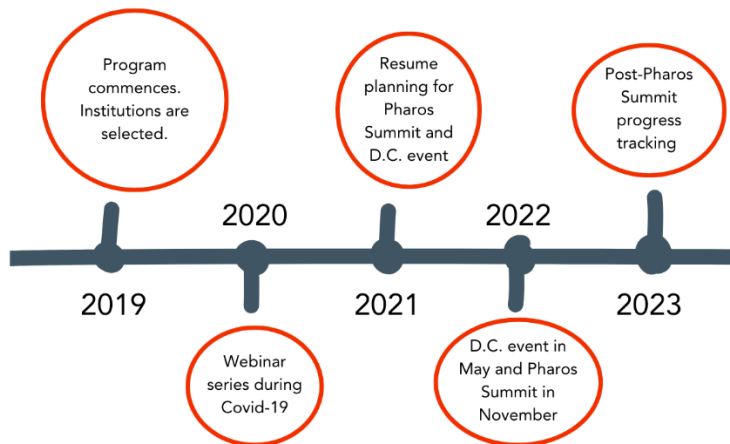 Program
commences.
Institutions are
selected.
Resume
planning for
Pharos
Summit and
D.C. event
Post-Pharos
Summit
progress
tracking
2020
2022
2019
2021
2023
Webinar
series during
Covid-19
D.C. event in
May and Pharos
Summit in
November